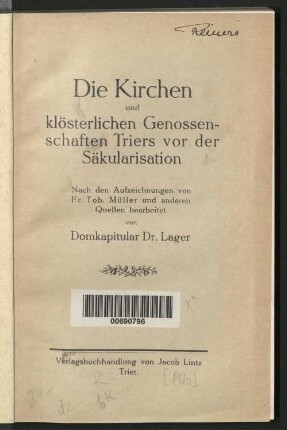 Reiners
Die Kirchen
und
klösterlichen Genossen-
schaften Triers vor der
Säkularisation
Nach den Aufzeichnungen von
Fr. Tob. Müller und anderen
Quellen bearbeitet
von
Domkapitular Dr. Lager
00690796
Verlagsbuchhandlung von Jacob Lintz
Trier.